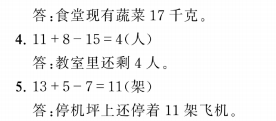 答:食堂现有蔬菜 17 千克。
4. 11+8-15=4(人)
答:教室里还剩 4 人。
5. 13+5-7=11(架)
答:停机坪上还停着 11 架飞机。